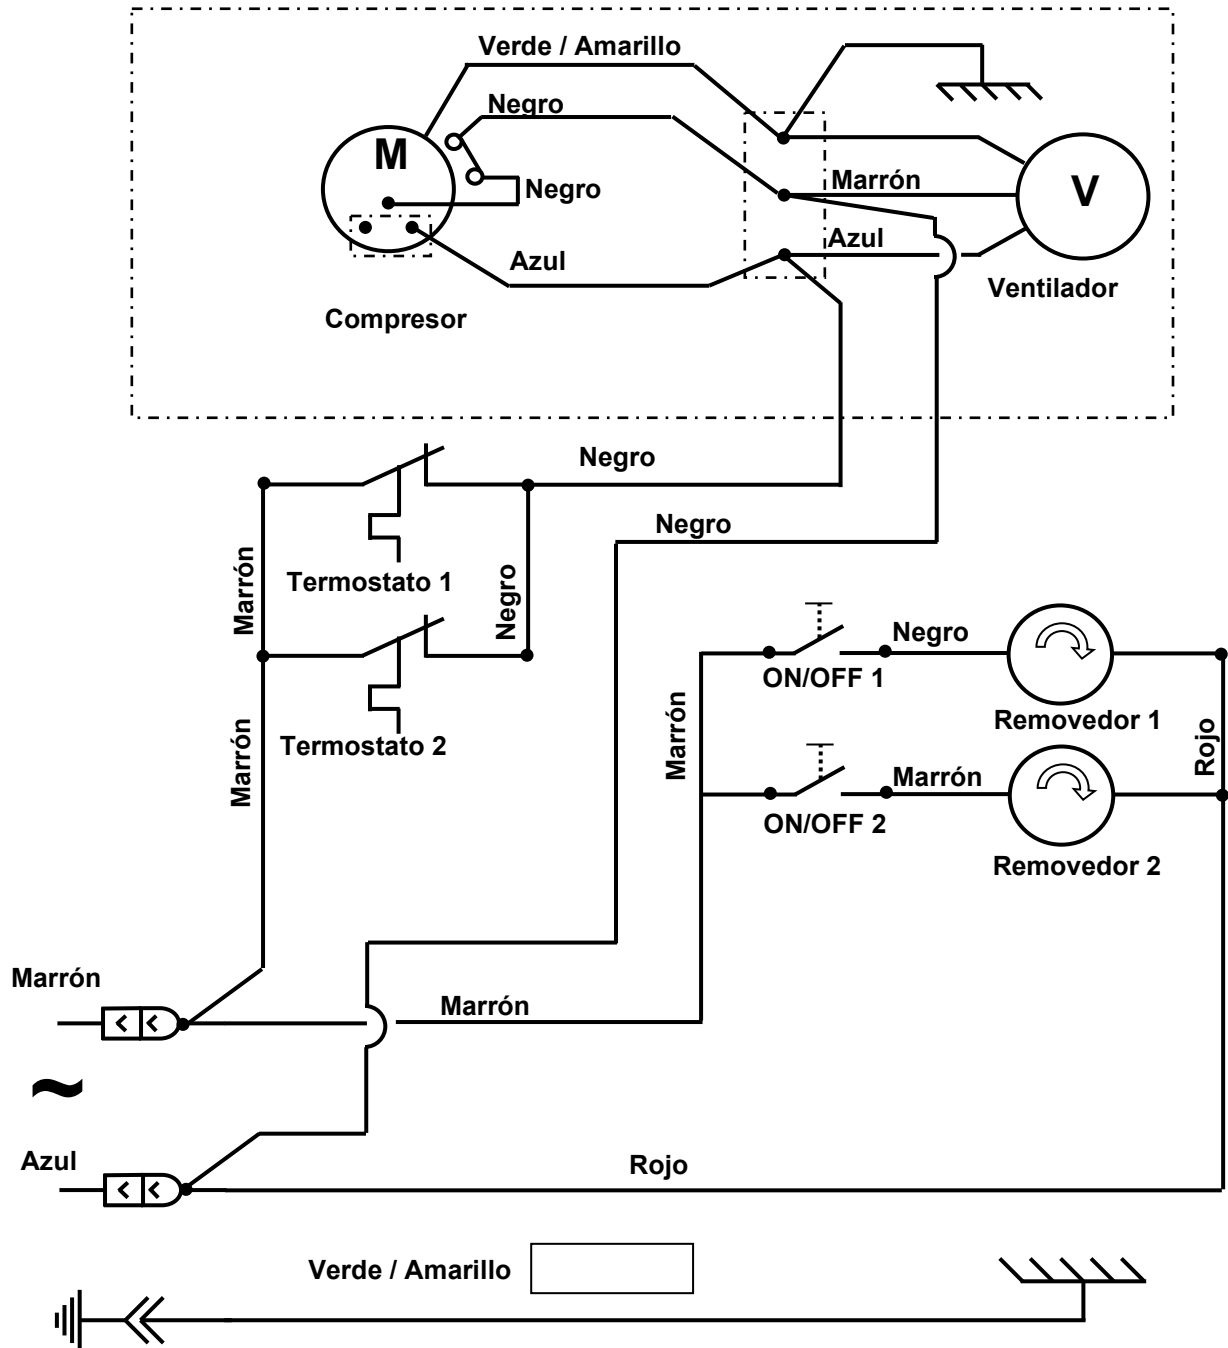 Verde / Amarillo
Negro
M
Negro
Marrón
V
Azul
Azul
Ventilador
Compresor
Negro
Negro
Marrón
Termostato 1
Negro
Negro
ON/OFF 1
Marrón
Removedor 1
Marrón
Termostato 2
Rojo
Marrón
ON/OFF 2
Removedor 2
Marrón
Marrón
~
Azul
Rojo
Verde / Amarillo